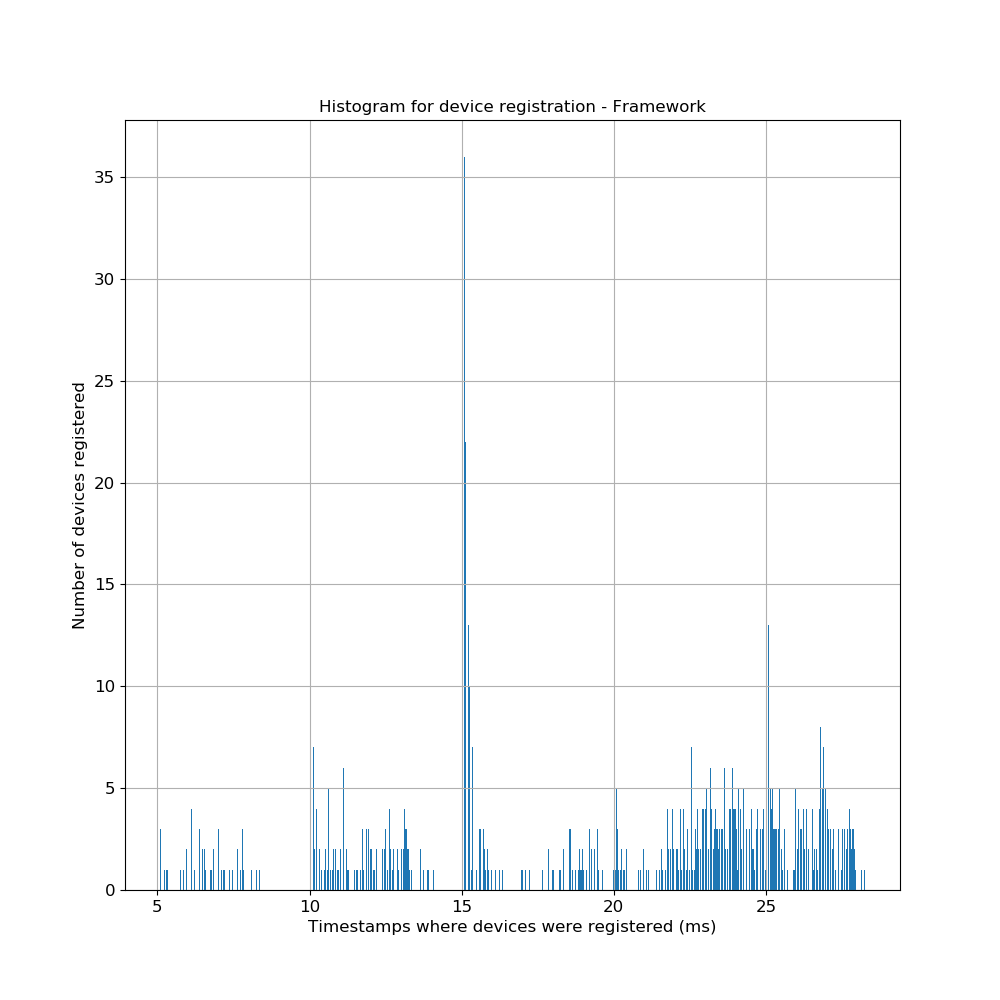 Histogram for device registration - Framework
Number of devices registered
35
30
25
20
15
10
5
0
5 10 15 20 25
Timestamps where devices were registered (ms)